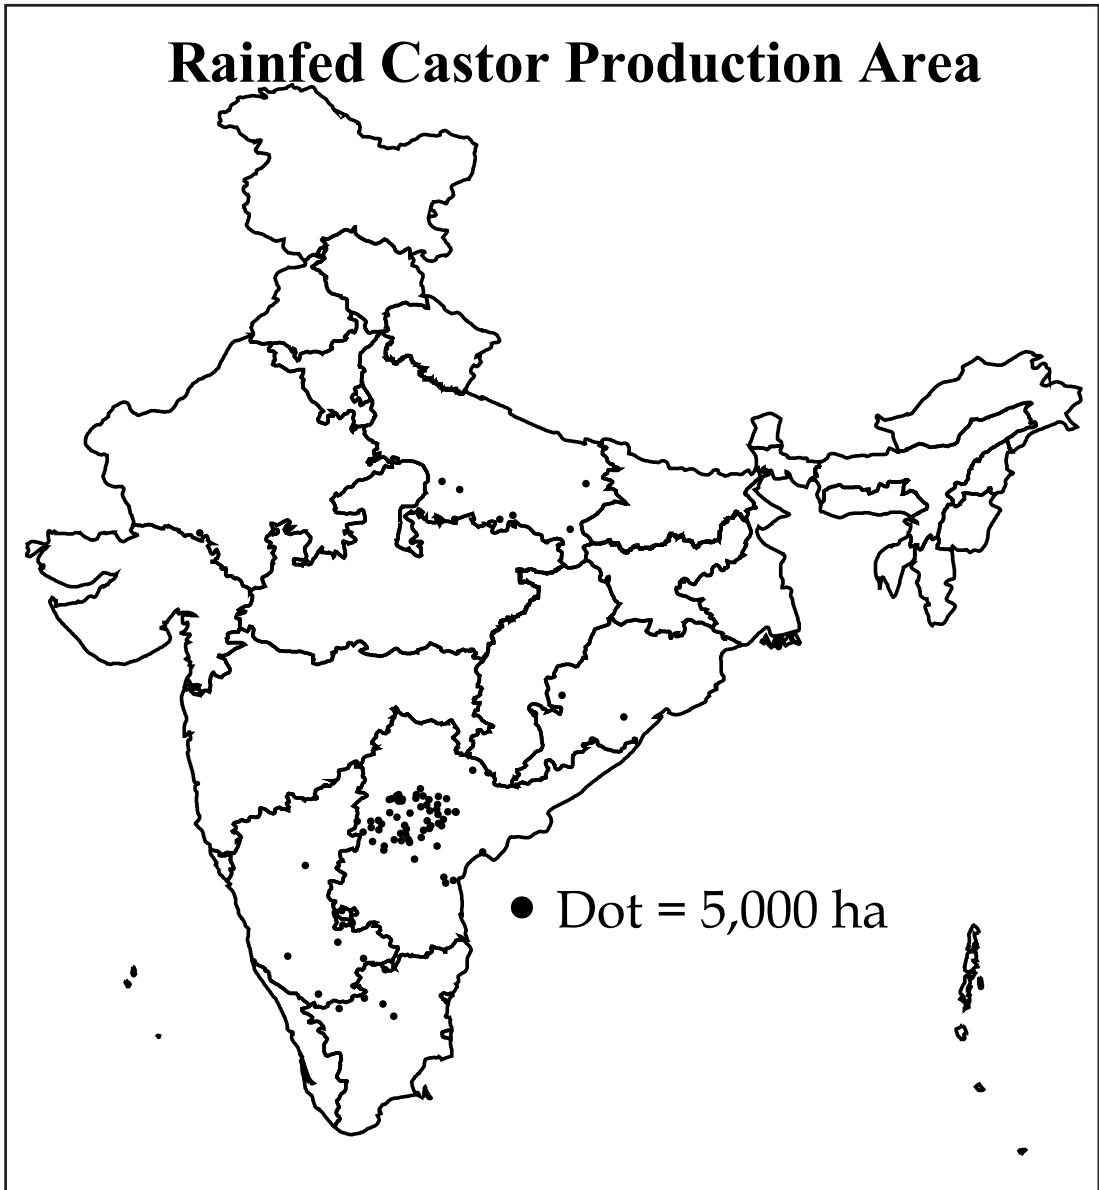 Rainfed Castor Production Area
Dot = 5,000 ha